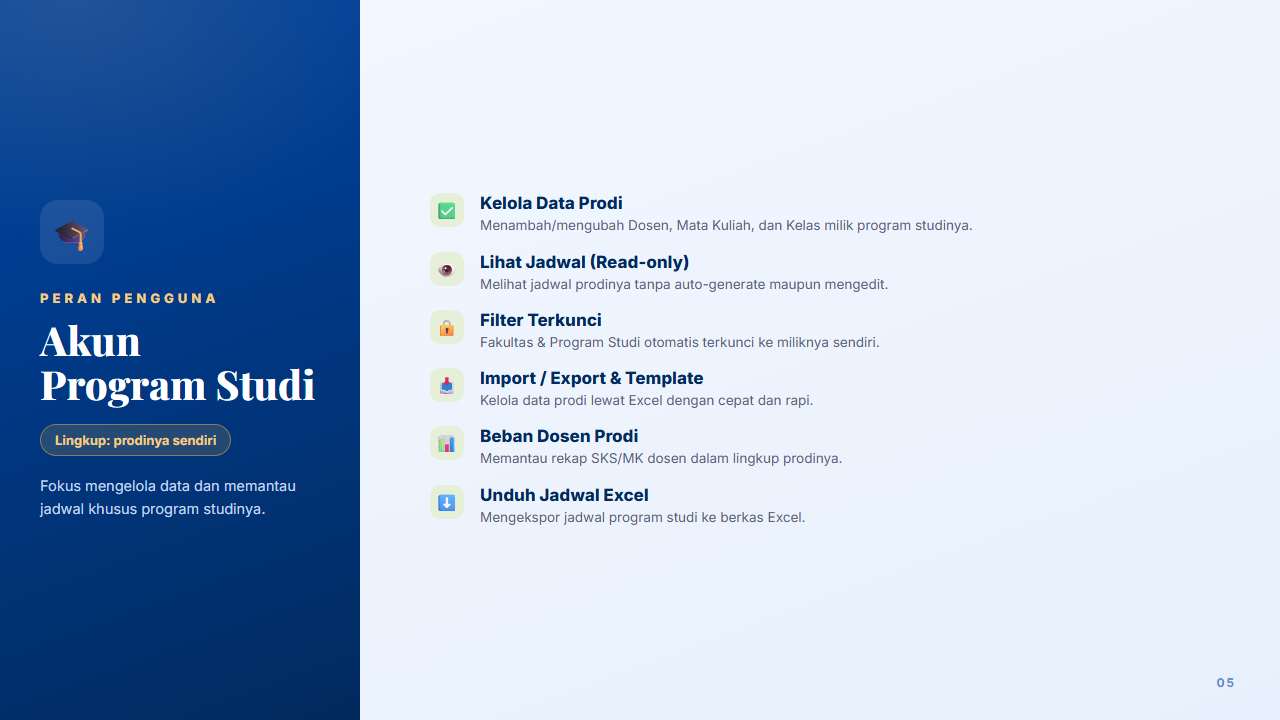 PERAN PENGGUNA
Akun
Program Studi
Lingkup: prodinya sendiri
Fokus mengelola data dan memantau
jadwal khusus program studinya.
Kelola Data Prodi
Menambah/mengubah Dosen, Mata Kuliah, dan Kelas milik program studinya.
Lihat Jadwal (Read-only)
Melihat jadwal prodinya tanpa auto-generate maupun mengedit.
Filter Terkunci
Fakultas & Program Studi otomatis terkunci ke miliknya sendiri.
Import / Export & Template
Kelola data prodi lewat Excel dengan cepat dan rapi.
Beban Dosen Prodi
Memantau rekap SKS/MK dosen dalam lingkup prodinya.
Unduh Jadwal Excel
Mengekspor jadwal program studi ke berkas Excel.
05